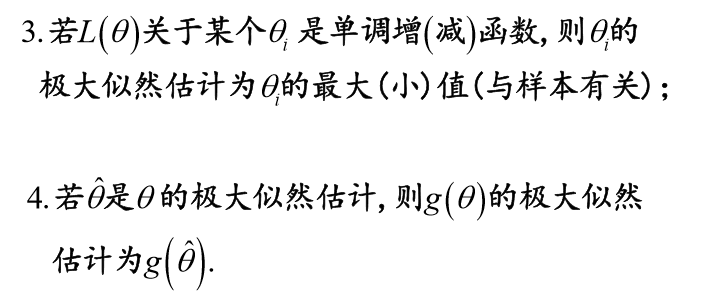 3.若L(θ)关于某个θᵢ是单调增(减)函数,则θᵢ的
极大似然估计为θᵢ的最大(小)值(与样本有关);
4.若θ̂是θ的极大似然估计,则g(θ)的极大似然
估计为g(θ̂).